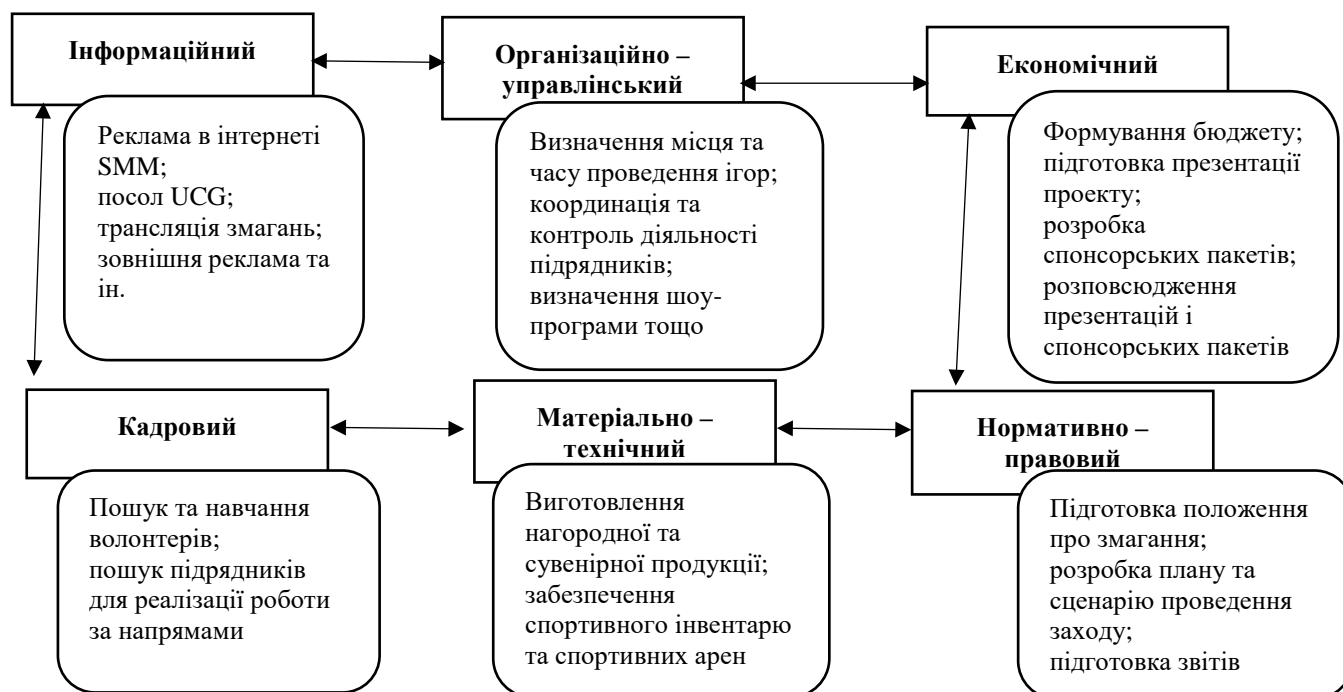 Інформаційний
Реклама в інтернеті
SMM;
посол UCG;
трансляція змагань;
зовнішня реклама та
ін.
Організаційно –
управлінський
Визначення місця та
часу проведення ігор;
координація та
контроль діяльності
підрядників;
визначення шоу-
програми тощо
Економічний
Формування бюджету;
підготовка презентації
проекту;
розробка
спонсорських пакетів;
розповсюдження
презентацій і
спонсорських пакетів
Кадровий
Пошук та навчання
волонтерів;
пошук підрядників
для реалізації роботи
за напрямами
Матеріально –
технічний
Виготовлення
нагородної та
сувенірної продукції;
забезпечення
спортивного інвентарю
та спортивних арен
Нормативно –
правовий
Підготовка положення
про змагання;
розробка плану та
сценарію проведення
заходу;
підготовка звітів